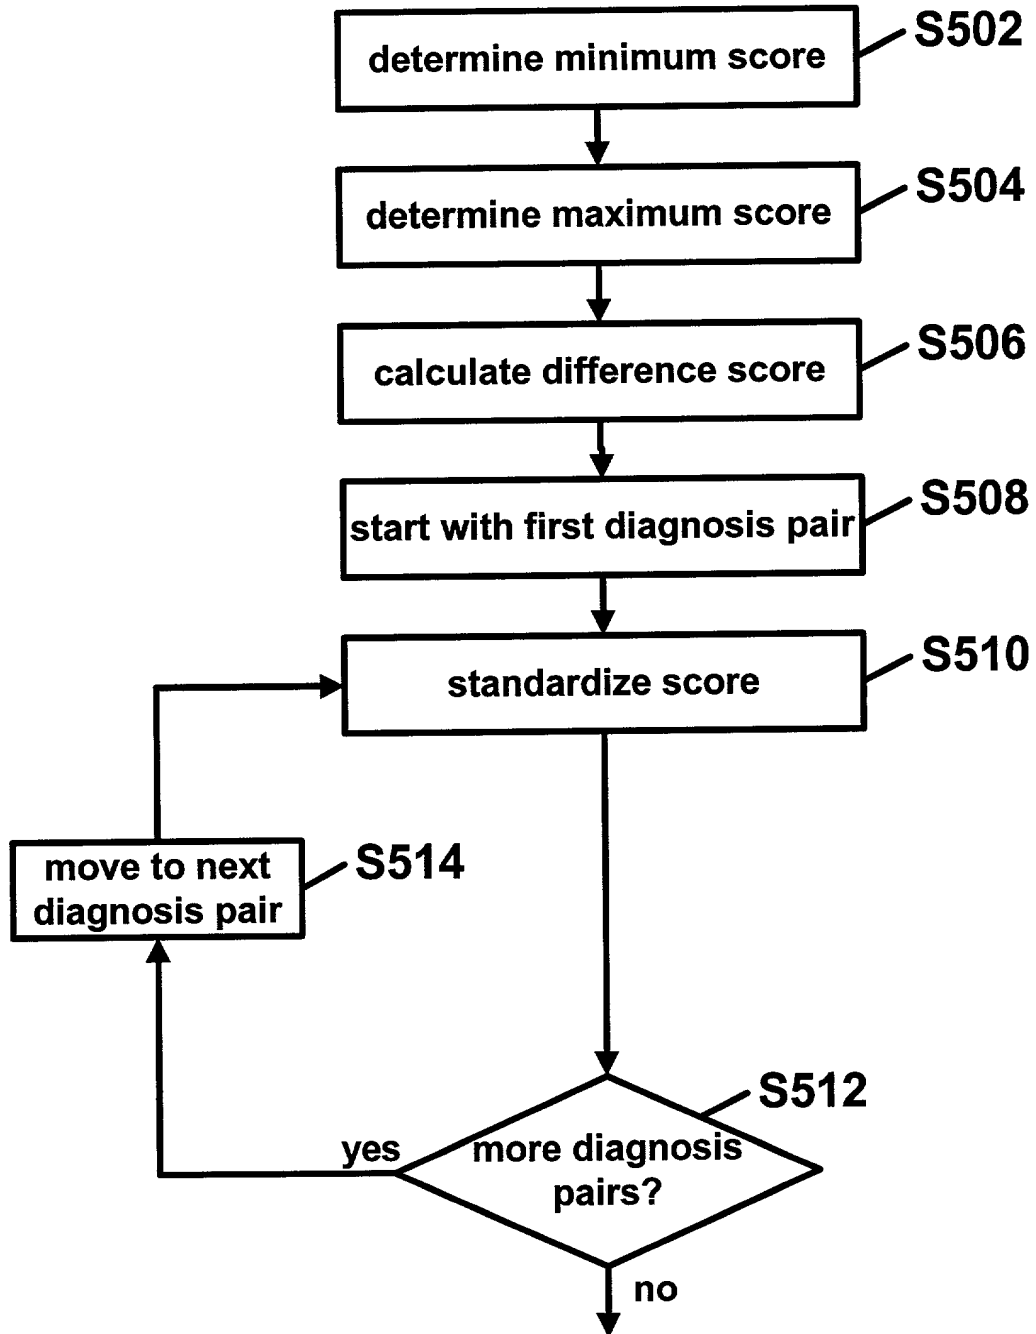 determine minimum score
S502
determine maximum score
S504
calculate difference score
S506
start with first diagnosis pair
S508
standardize score
S510
move to next
diagnosis pair
S514
S512
yes
more diagnosis
pairs?
no